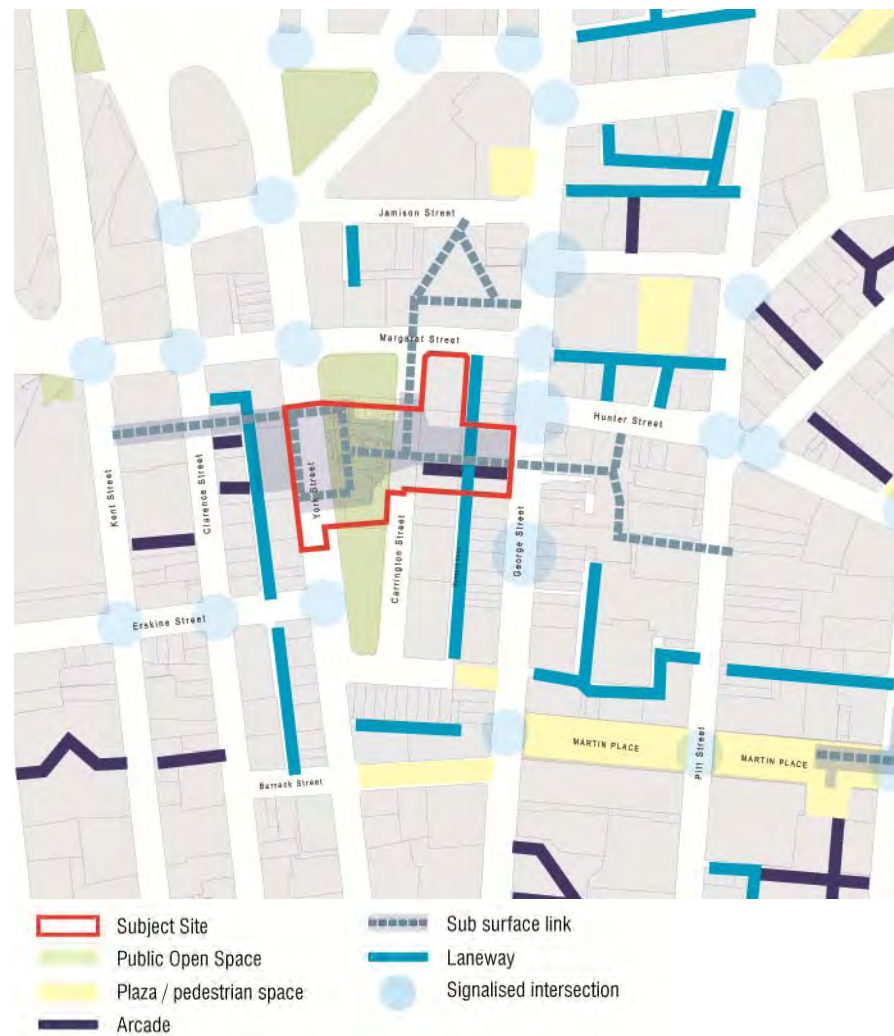 Jamison Street
Margaret Street
Hunter Street
Kent Street
Clarence Street
York Street
Carrington Street
George Street
Erskine Street
MARTIN PLACE
Pitt Street
MARTIN PLACE
Barrack Street
Subject Site
Public Open Space
Plaza / pedestrian space
Arcade
Sub surface link
Laneway
Signalised intersection